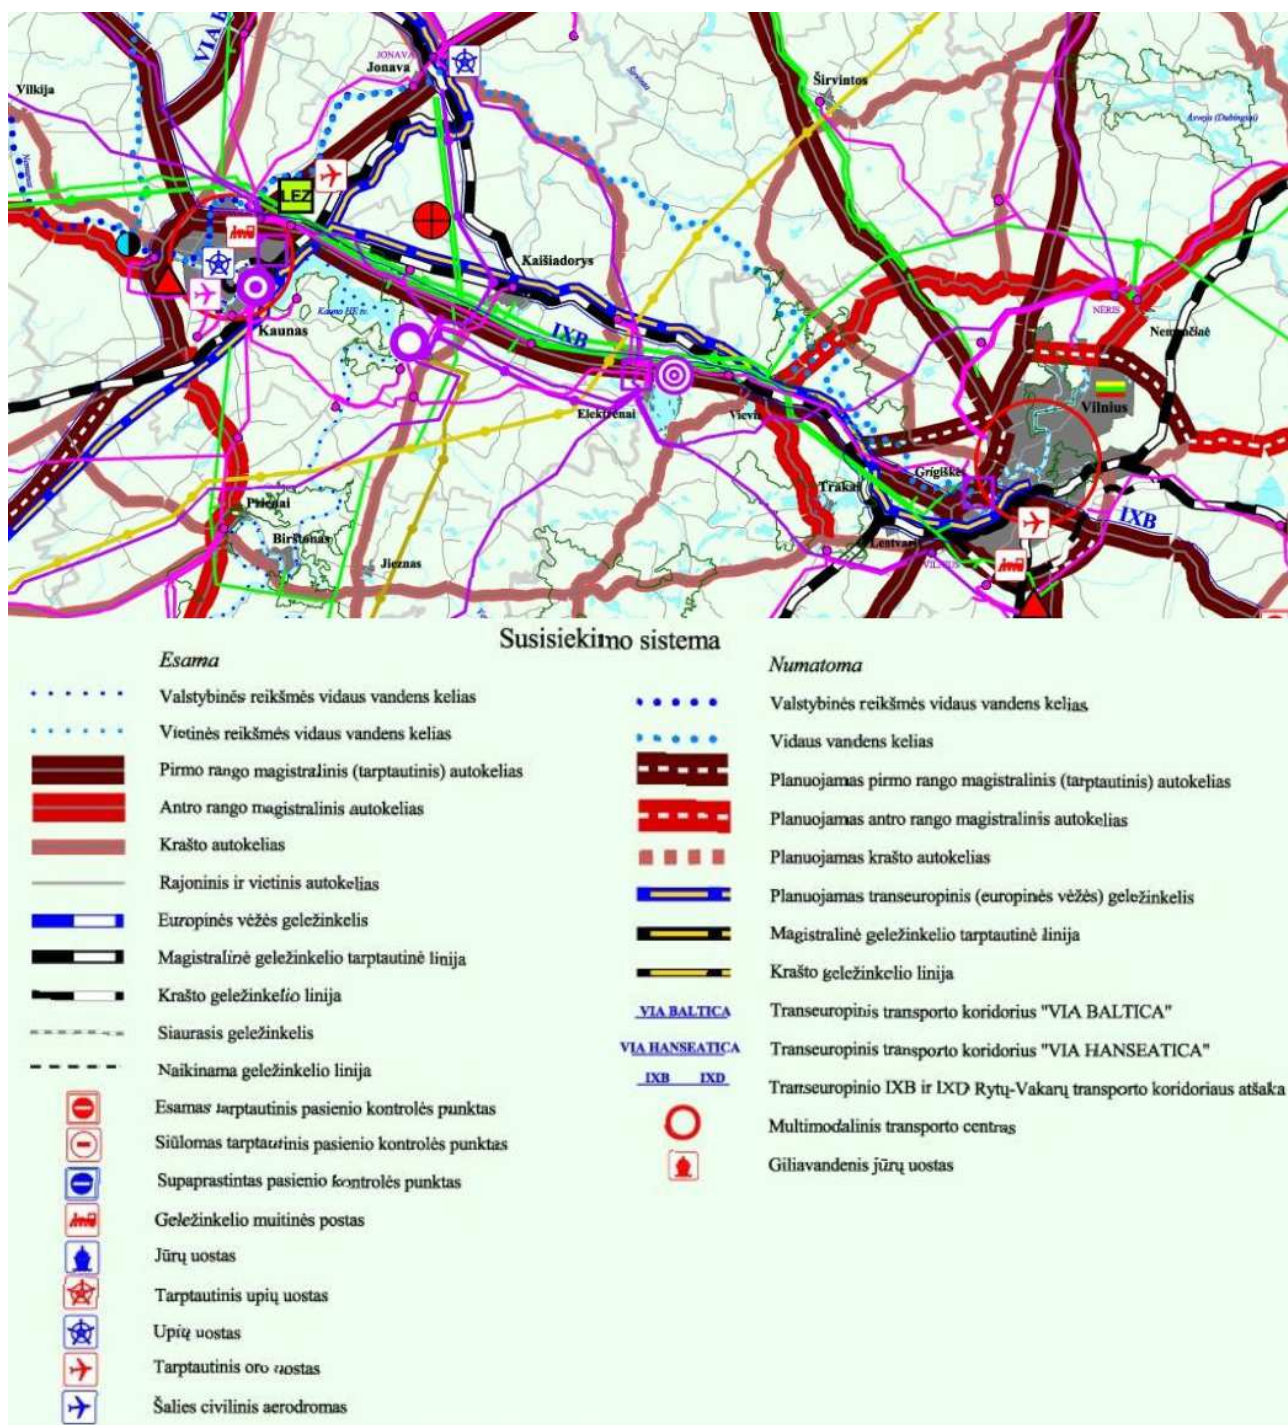 VIA B
JONAVA
Jonava
Vilkija
Širvintos
Asveja (Dubingiai)
LEZ
Kaišiadorys
Kauno HE tv.
Kaunas
IXB
NERIS
Nemenčinė
Elektrėnai
Vievis
Vilnius
Grigiškės
Trakai
Prienai
Birštonas
Jieznas
Lentvaris
VILNIUS
IXB
Susisiekimo sistema
Esama
Valstybinės reikšmės vidaus vandens kelias
Vietinės reikšmės vidaus vandens kelias
Pirmo rango magistralinis (tarptautinis) autokelias
Antro rango magistralinis autokelias
Krašto autokelias
Rajoninis ir vietinis autokelias
Europinės vėžės geležinkelis
Magistralinė geležinkelio tarptautinė linija
Krašto geležinkelio linija
Siaurasis geležinkelis
Naikinama geležinkelio linija
Esamas tarptautinis pasienio kontrolės punktas
Siūlomas tarptautinis pasienio kontrolės punktas
Supaprastintas pasienio kontrolės punktas
Geležinkelio muitinės postas
Jūrų uostas
Tarptautinis upių uostas
Upių uostas
Tarptautinis oro uostas
Šalies civilinis aerodromas
Numatoma
Valstybinės reikšmės vidaus vandens kelias
Vidaus vandens kelias
Planuojamas pirmo rango magistralinis (tarptautinis) autokelias
Planuojamas antro rango magistralinis autokelias
Planuojamas krašto autokelias
Planuojamas transeuropinis (europinės vėžės) geležinkelis
Magistralinė geležinkelio tarptautinė linija
Krašto geležinkelio linija
VIA BALTICA Transeuropinis transporto koridorius "VIA BALTICA"
VIA HANSEATICA Transeuropinis transporto koridorius "VIA HANSEATICA"
IXB IXD Transeuropinio IXB ir IXD Rytų-Vakarų transporto koridoriaus atšaka
Multimodalinis transporto centras
Giliavandenis jūrų uostas